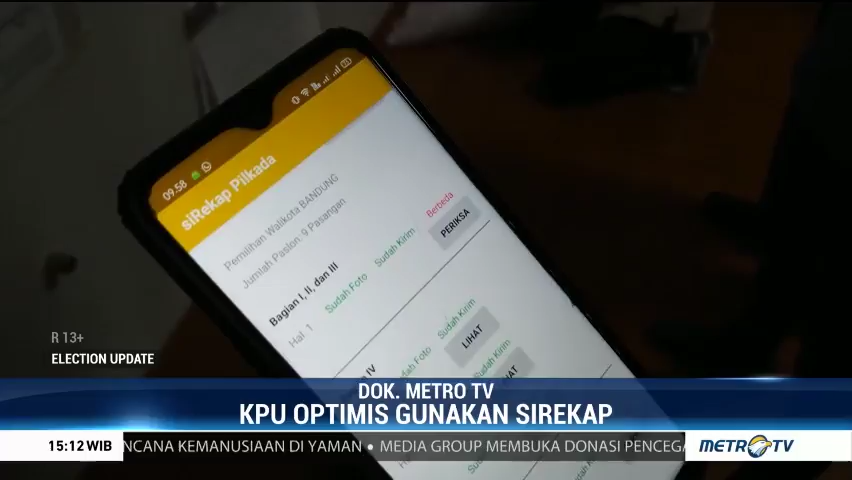 09.58
siRekap Pilkada
Pemilihan Walikota BANDUNG
Jumlah Paslon: 9 Pasangan
Bagian I, II, dan III
Hal. 1
Sudah Foto
Sudah Kirim
Berbeda
PERIKSA
IV
Sudah Foto
Sudah Kirim
LIHAT
Sudah Kirim
R 13+
ELECTION UPDATE
DOK. METRO TV
KPU OPTIMIS GUNAKAN SIREKAP
15:12 WIB
NCANA KEMANUSIAAN DI YAMAN • MEDIA GROUP MEMBUKA DONASI PENCEGA
METRO TV